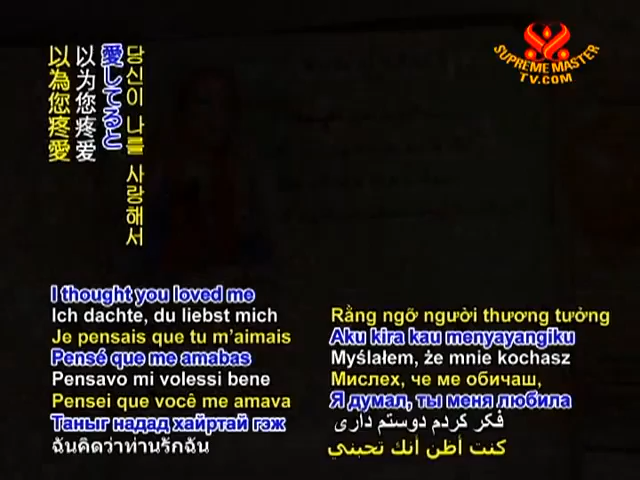 SUPREME MASTER
TV.COM
당신이 나를 사랑해서
愛してると
以为您疼爱
以為您疼愛
I thought you loved me
Ich dachte, du liebst mich
Je pensais que tu m'aimais
Pensé que me amabas
Pensavo mi volessi bene
Pensei que você me amava
Таныг надад хайртай гэж
ฉันคิดว่าท่านรักฉัน
Rằng ngỡ người thương tưởng
Aku kira kau menyayangiku
Myślałem, że mnie kochasz
Мислех, че ме обичаш,
Я думал, ты меня любила
فکر کردم دوستم داری
كنت أظن أنك تحبني